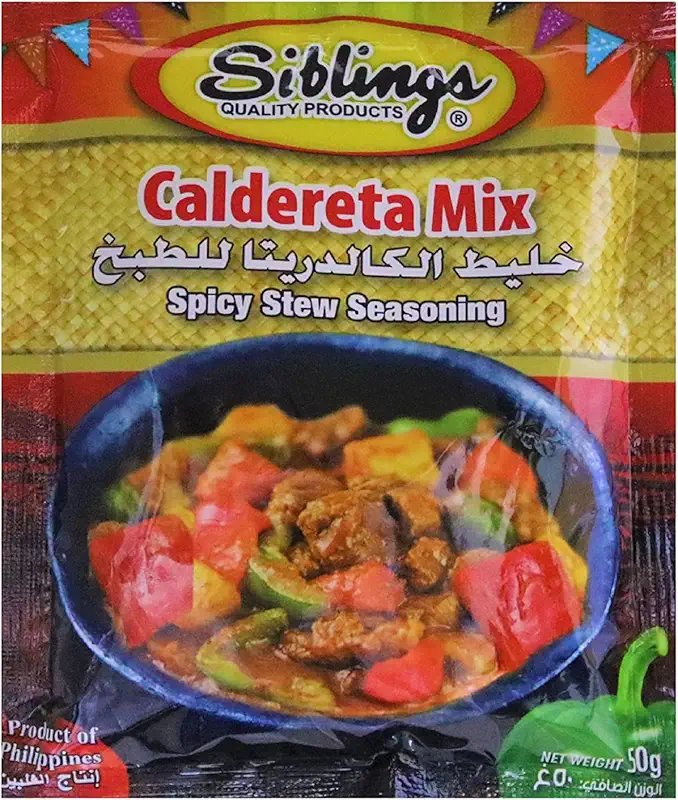 Siblings
QUALITY PRODUCTS ®
Caldereta Mix
خليط الكالدريتا للطبخ
Spicy Stew Seasoning
Product of
Philippines
إنتاج الفلبين
NET WEIGHT 50g
الوزن الصافي: ٥٠ع